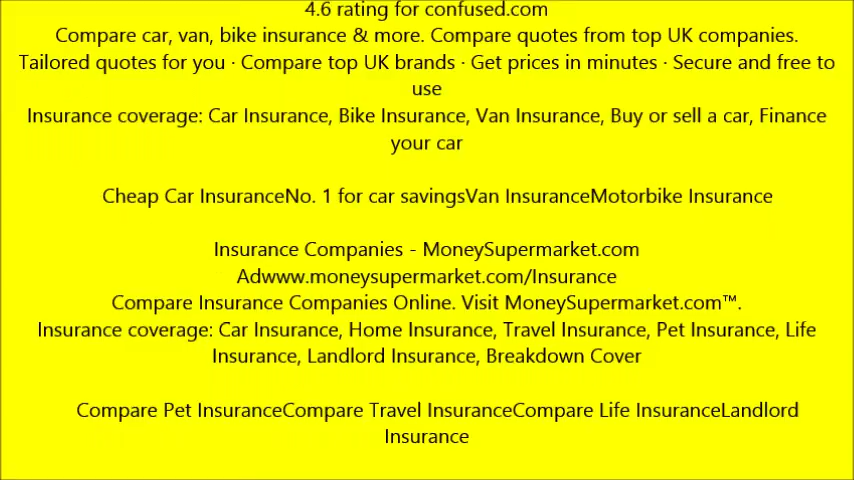 4.6 rating for confused.com
Compare car, van, bike insurance & more. Compare quotes from top UK companies.
Tailored quotes for you · Compare top UK brands · Get prices in minutes · Secure and free to
use
Insurance coverage: Car Insurance, Bike Insurance, Van Insurance, Buy or sell a car, Finance
your car
Cheap Car InsuranceNo. 1 for car savingsVan InsuranceMotorbike Insurance
Insurance Companies - MoneySupermarket.com
Adwww.moneysupermarket.com/Insurance
Compare Insurance Companies Online. Visit MoneySupermarket.com™.
Insurance coverage: Car Insurance, Home Insurance, Travel Insurance, Pet Insurance, Life
Insurance, Landlord Insurance, Breakdown Cover
Compare Pet InsuranceCompare Travel InsuranceCompare Life InsuranceLandlord
Insurance